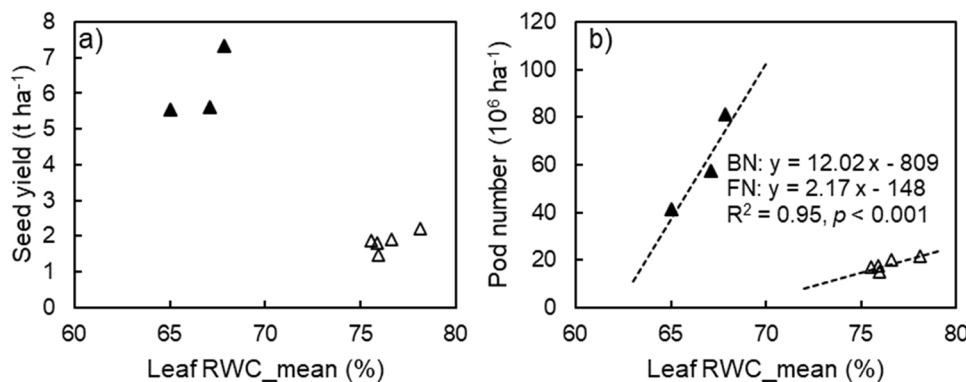 a)
Seed yield (t ha⁻¹)
8
7
6
5
4
3
2
1
0
60 65 70 75 80
Leaf RWC_mean (%)
b)
Pod number (10⁶ ha⁻¹)
120
100
80
60
40
20
0
BN: y = 12.02 x - 809
FN: y = 2.17 x - 148
R² = 0.95, p < 0.001
60 65 70 75 80
Leaf RWC_mean (%)